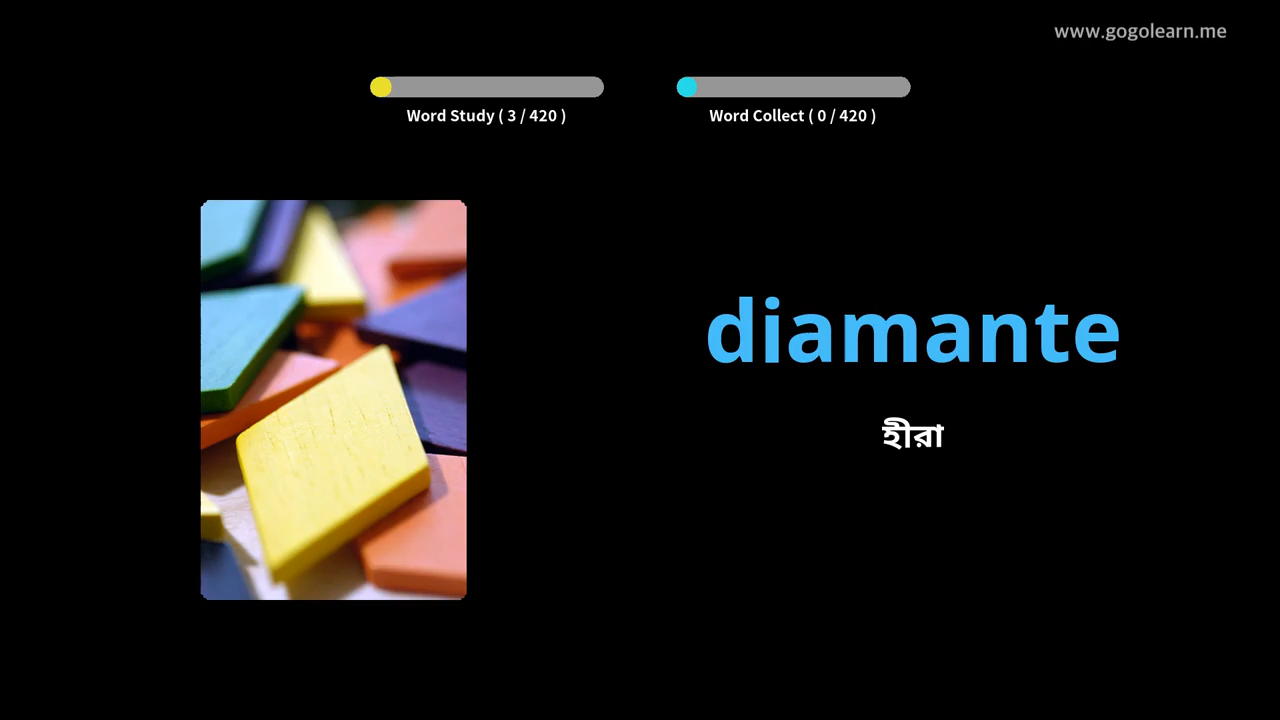 www.gogolearn.me
Word Study ( 3 / 420 )
Word Collect ( 0 / 420 )
diamante
হীরা